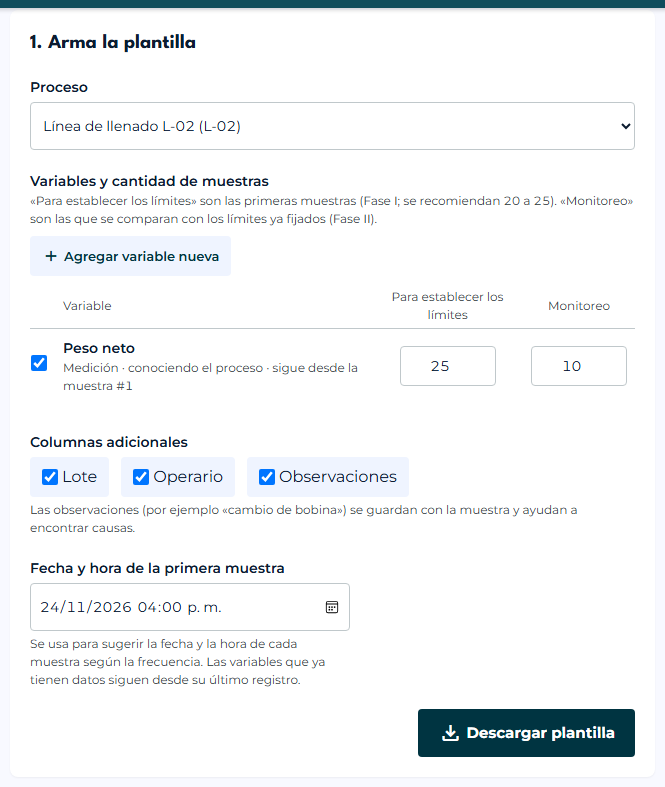 1. Arma la plantilla
Proceso
Línea de llenado L-02 (L-02)
Variables y cantidad de muestras
«Para establecer los límites» son las primeras muestras (Fase I; se recomiendan 20 a 25). «Monitoreo»
son las que se comparan con los límites ya fijados (Fase II).
+ Agregar variable nueva
Variable
Para establecer los
límites
Monitoreo
Peso neto
Medición · conociendo el proceso · sigue desde la
muestra #1
25
10
Columnas adicionales
Lote
Operario
Observaciones
Las observaciones (por ejemplo «cambio de bobina») se guardan con la muestra y ayudan a
encontrar causas.
Fecha y hora de la primera muestra
24/11/2026 04:00 p. m.
Se usa para sugerir la fecha y la hora de cada
muestra según la frecuencia. Las variables que ya
tienen datos siguen desde su último registro.
Descargar plantilla